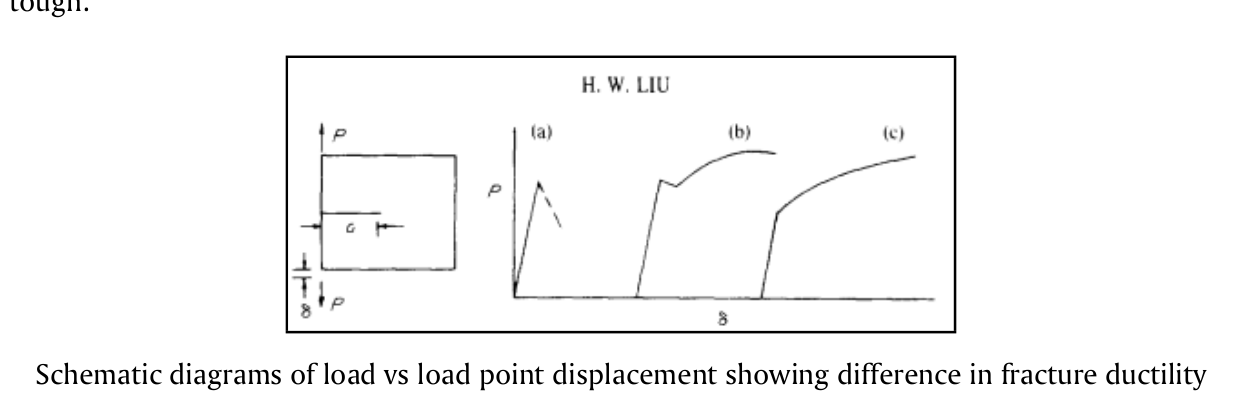 tough.
H. W. LIU
P
(a)
(b)
(c)
P
a
δ
P
δ
Schematic diagrams of load vs load point displacement showing difference in fracture ductility